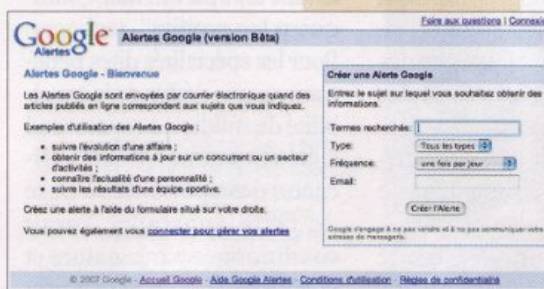 Foire aux questions | Connexion
Google
Alertes
Alertes Google (version Bêta)
Alertes Google - Bienvenue
Les Alertes Google sont envoyées par courrier électronique quand des
articles publiés en ligne correspondent aux sujets que vous indiquez.
Exemples d'utilisation des Alertes Google :
• suivre l'évolution d'une affaire ;
• obtenir des informations à jour sur un concurrent ou un secteur
d'activités ;
• connaître l'actualité d'une personnalité ;
• suivre les résultats d'une équipe sportive.
Créez une alerte à l'aide du formulaire situé sur votre droite.
Vous pouvez également vous connecter pour gérer vos alertes
Créer une Alerte Google
Entrez le sujet sur lequel vous souhaitez obtenir des
informations.
Termes recherchés:
Type: Tous les types
Fréquence: une fois par jour
Email:
Créer l'Alerte
Google s'engage à ne pas vendre et à ne pas communiquer votre
adresse de messagerie.
© 2007 Google - Accueil Google - Aide Google Alertes - Conditions d'utilisation - Règles de confidentialité